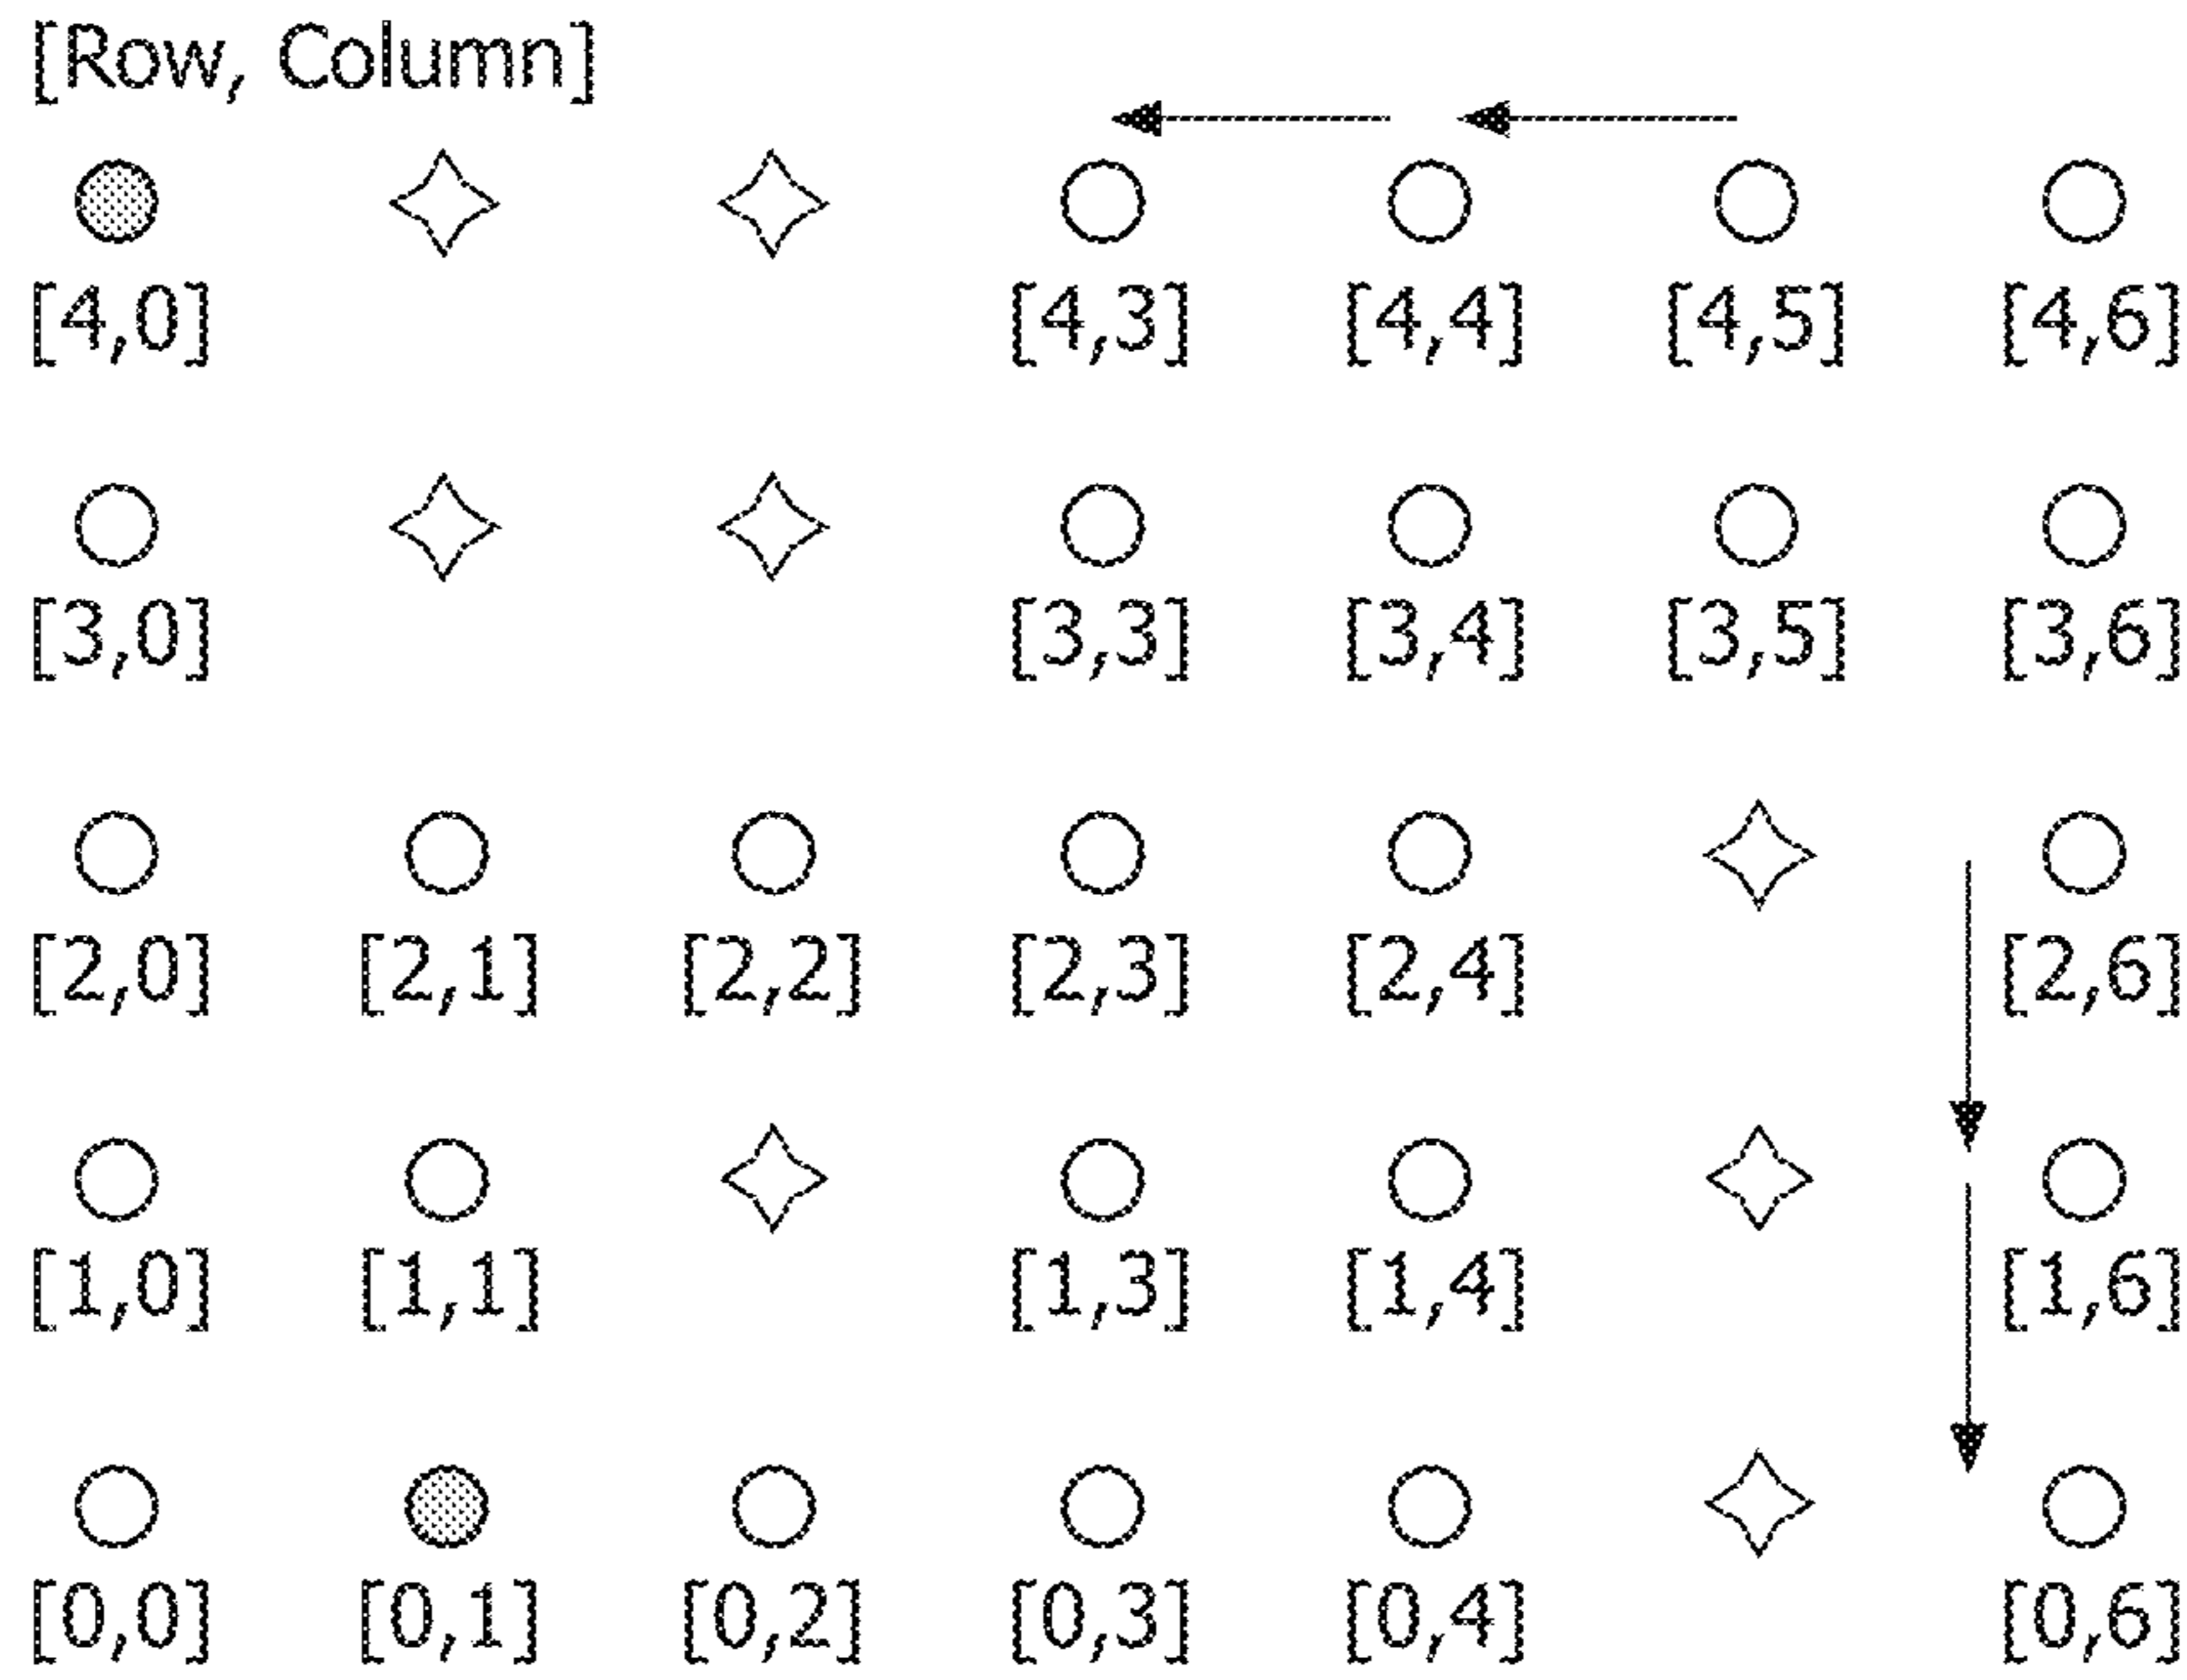 [Row, Column]
[4,0] [4,3] [4,4] [4,5] [4,6]
[3,0] [3,3] [3,4] [3,5] [3,6]
[2,0] [2,1] [2,2] [2,3] [2,4] [2,6]
[1,0] [1,1] [1,3] [1,4] [1,6]
[0,0] [0,1] [0,2] [0,3] [0,4] [0,6]